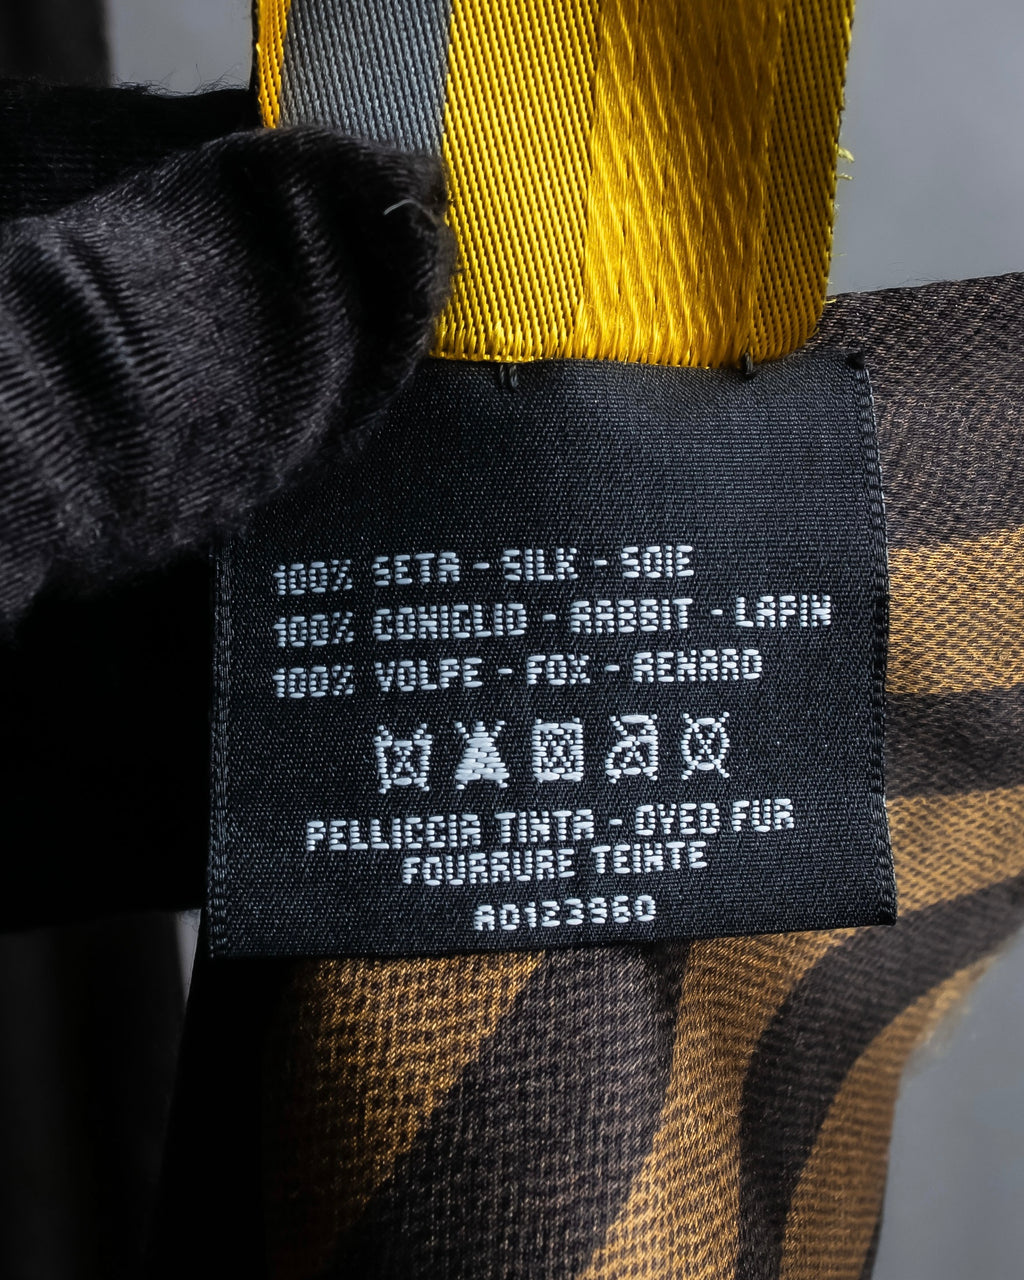 100% SETA - SILK - SOIE
100% CONIGLIO - RABBIT - LAPIN
100% VOLPE - FOX - RENARD
PELLICCIA TINTA - DYED FUR
FOURRURE TEINTE
A0123960